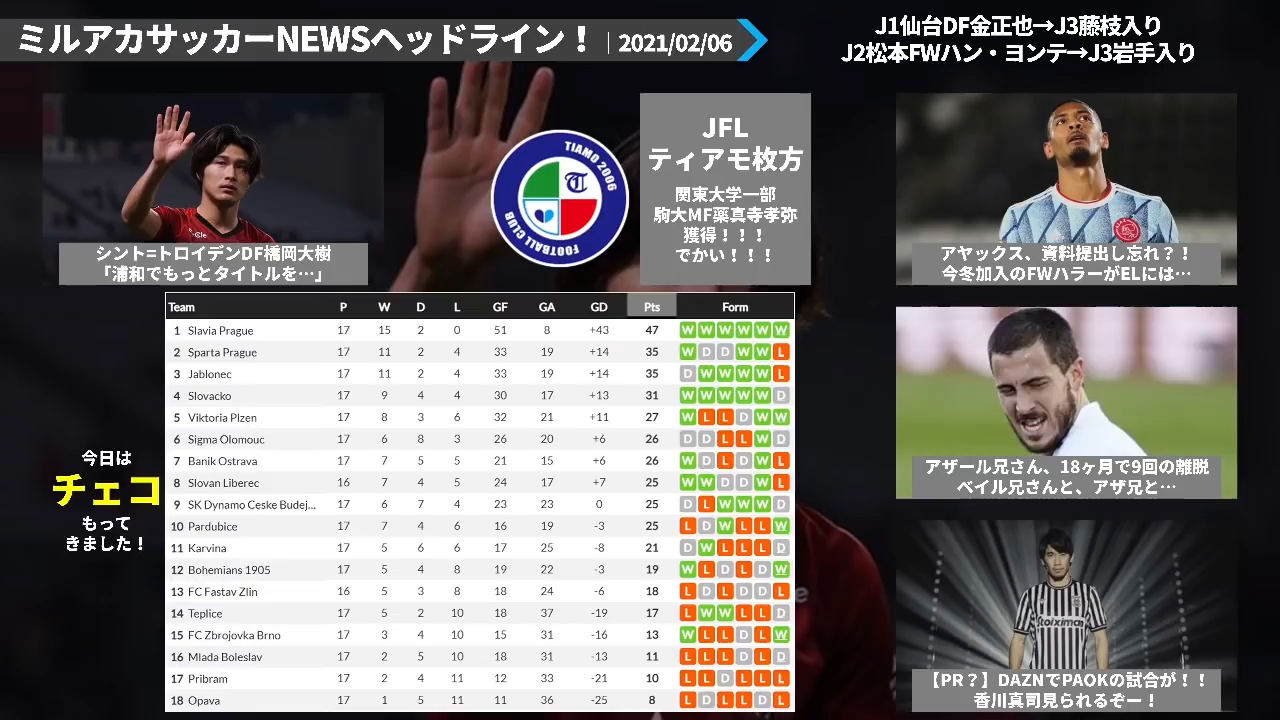 ミルアカサッカーNEWSヘッドライン！｜2021/02/06
J1仙台DF金正也→J3藤枝入り
J2松本FWハン・ヨンテ→J3岩手入り
シント=トロイデンDF橋岡大樹
「浦和でもっとタイトルを…」
TIAMO 2006
FOOTBALL CLUB
JFL
ティアモ枚方
関東大学一部
駒大MF薬真寺孝弥
獲得！！！
でかい！！！
アヤックス、資料提出し忘れ？！
今冬加入のFWハラーがELには…
アザール兄さん、18ヶ月で9回の離脱
ベイル兄さんと、アザ兄と…
stoiximan
【PR？】DAZNでPAOKの試合が！！
香川真司見られるぞー！
今日は
チェコ
もって
きました！
Team P W D L GF GA GD Pts Form
1 Slavia Prague 17 15 2 0 51 8 +43 47 W W W W W W
2 Sparta Prague 17 11 2 4 33 19 +14 35 W D D W W L
3 Jablonec 17 11 2 4 33 19 +14 35 D W W W W L
4 Slovacko 17 9 4 4 30 17 +13 31 W W W W W D
5 Viktoria Plzen 17 8 3 6 32 21 +11 27 W L L D W W
6 Sigma Olomouc 17 6 8 3 26 20 +6 26 D D L L W D
7 Banik Ostrava 17 7 5 5 21 15 +6 26 W D L D W L
8 Slovan Liberec 16 7 4 5 24 17 +7 25 W W D D W L
9 SK Dynamo Ceske Budej... 17 6 7 4 23 23 0 25 D L W W W D
10 Pardubice 17 7 4 6 16 19 -3 25 L D W L L W
11 Karvina 17 5 6 6 17 25 -8 21 D W L L L D
12 Bohemians 1905 17 5 4 8 19 22 -3 19 W L D L D W
13 FC Fastav Zlin 16 5 3 8 18 24 -6 18 L D L D D L
14 Teplice 17 5 2 10 18 37 -19 17 L W W L L D
15 FC Zbrojovka Brno 17 3 4 10 15 31 -16 13 W L L D L W
16 Mlada Boleslav 17 2 5 10 18 31 -13 11 L L L D L D
17 Pribram 17 2 4 11 12 33 -21 10 L L D L L L
18 Opava 17 1 5 11 11 36 -25 8 L D L L D L